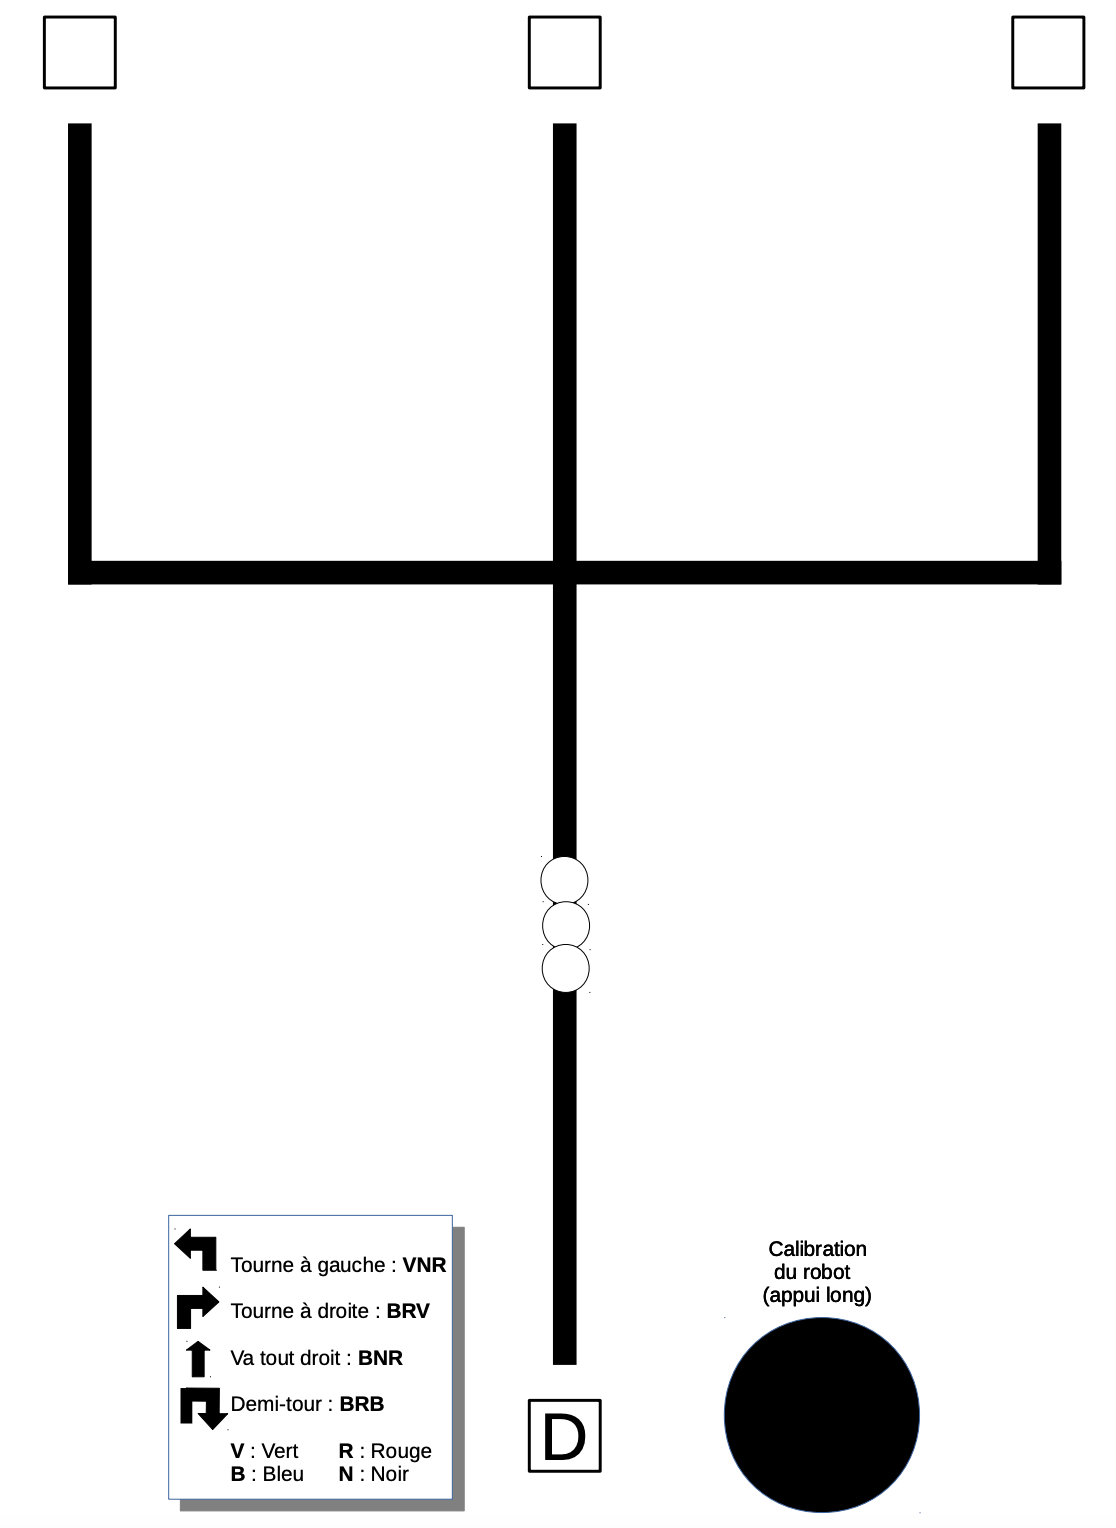 Tourne à gauche : VNR
Tourne à droite : BRV
Va tout droit : BNR
Demi-tour : BRB
V : Vert R : Rouge
B : Bleu N : Noir
D
Calibration
du robot
(appui long)